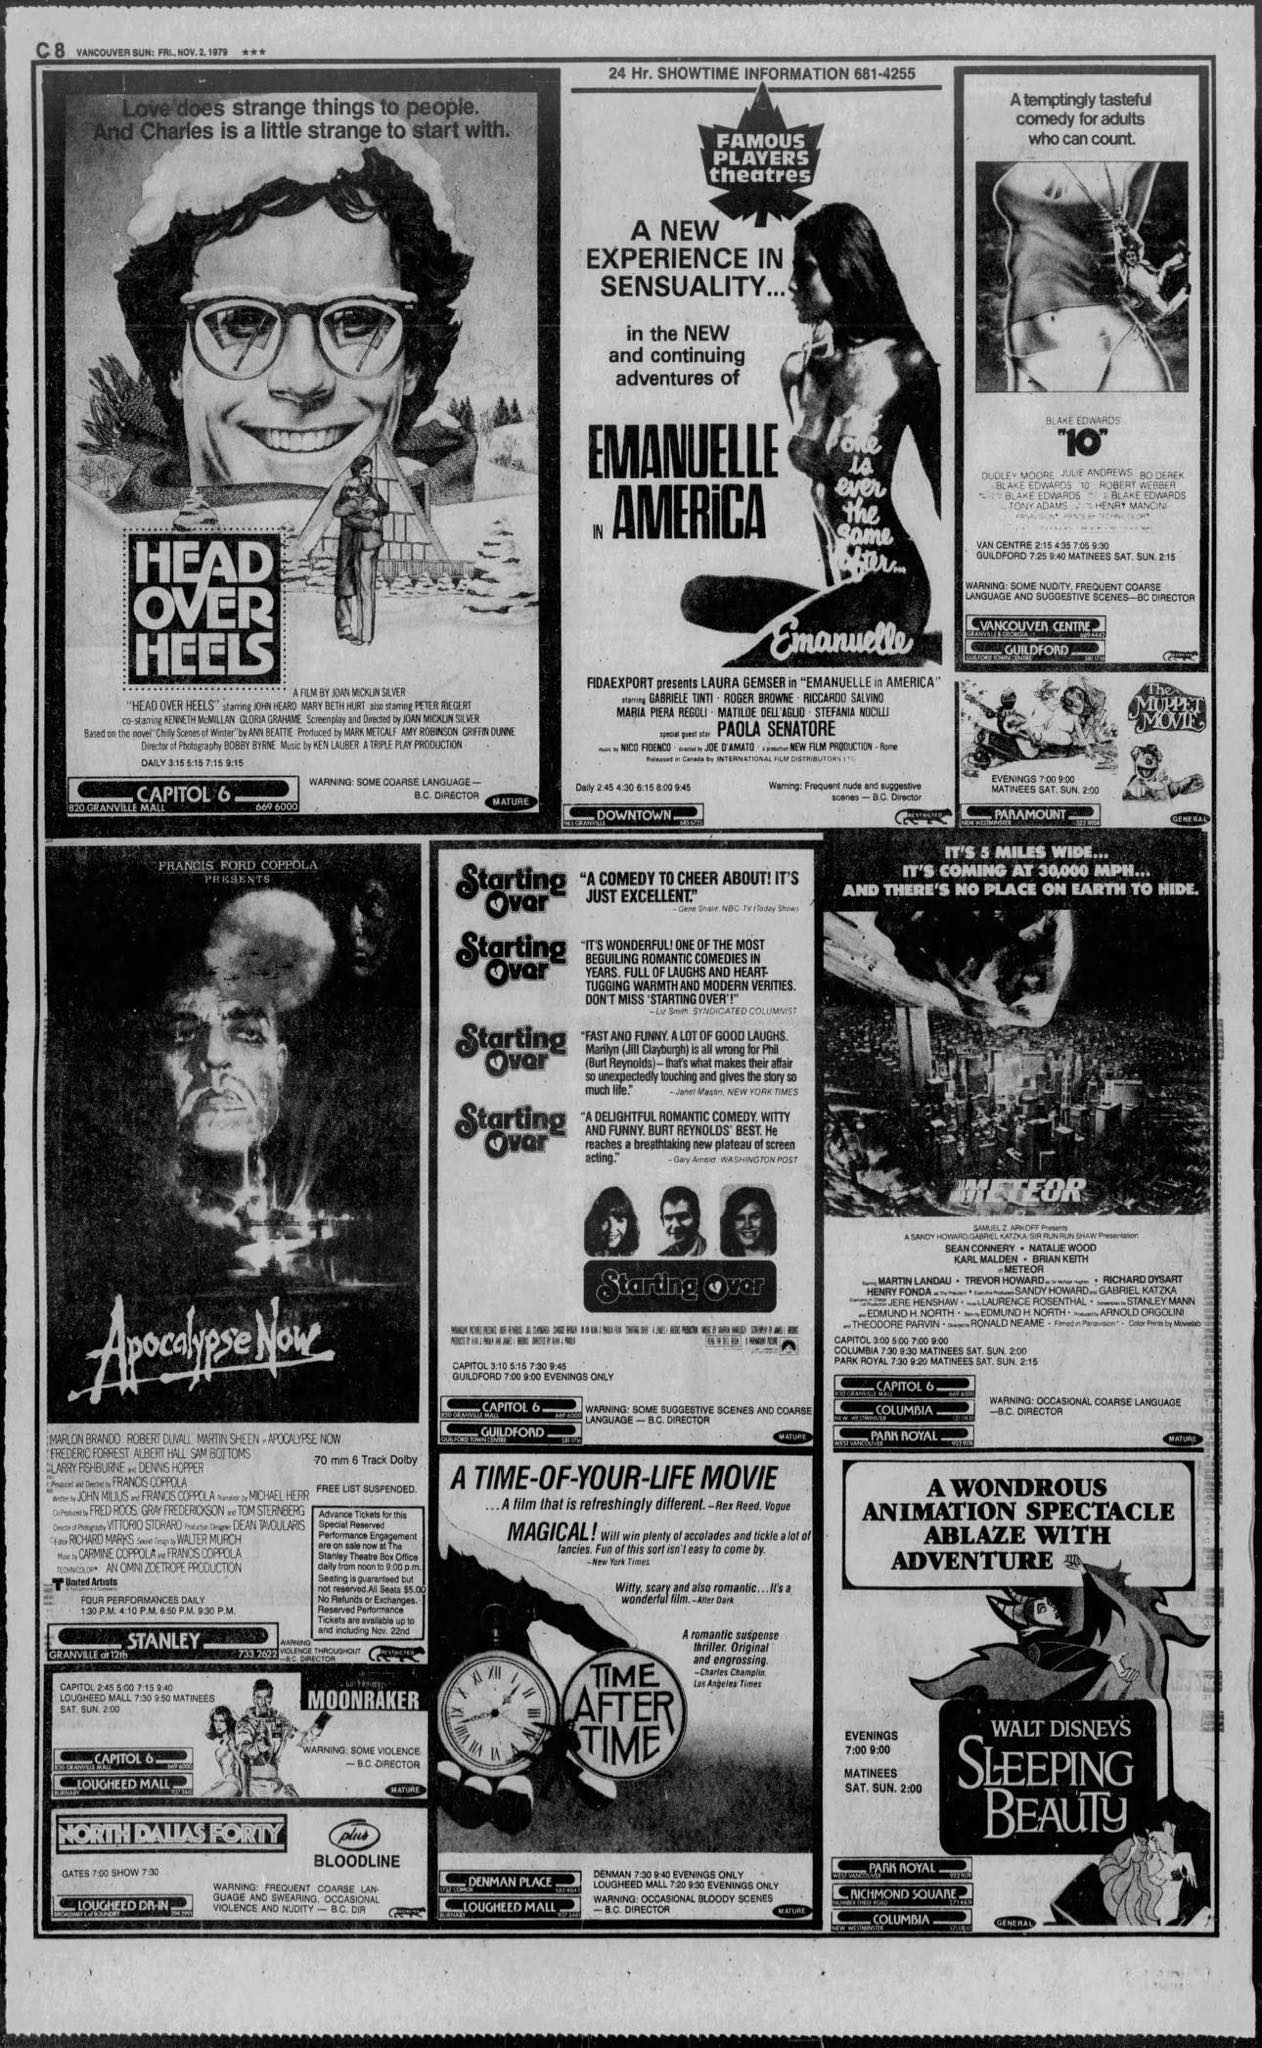 C 8 VANCOUVER SUN: FRI., NOV. 2, 1979 ★★★
Love does strange things to people.
And Charles is a little strange to start with.
HEAD
OVER
HEELS
A FILM BY JOAN MICKLIN SILVER
"HEAD OVER HEELS" starring JOHN HEARD MARY BETH HURT also starring PETER RIEGERT
co-starring KENNETH McMILLAN GLORIA GRAHAME Screenplay and Directed by JOAN MICKLIN SILVER
Based on the novel "Chilly Scenes of Winter" by ANN BEATTIE Produced by MARK METCALF AMY ROBINSON GRIFFIN DUNNE
Director of Photography BOBBY BYRNE Music by KEN LAUBER A TRIPLE PLAY PRODUCTION
DAILY 3:15 5:15 7:15 9:15
CAPITOL 6
820 GRANVILLE MALL 669 6000
WARNING: SOME COARSE LANGUAGE—
B.C. DIRECTOR
MATURE
24 Hr. SHOWTIME INFORMATION 681-4255
FAMOUS
PLAYERS
theatres
A NEW
EXPERIENCE IN
SENSUALITY...
in the NEW
and continuing
adventures of
EMANUELLE
IN AMERiCA
one
is
ever
the
same
after...
Emanuelle
FIDAEXPORT presents LAURA GEMSER in "EMANUELLE in AMERICA"
starring GABRIELE TINTI · ROGER BROWNE · RICCARDO SALVINO
MARIA PIERA REGOLI · MATILDE DELL'AGLIO · STEFANIA NOCILLI
special guest star PAOLA SENATORE
music by NICO FIDENCO · directed by JOE D'AMATO · a production NEW FILM PRODUCTION - Rome
Released in Canada by INTERNATIONAL FILM DISTRIBUTORS LTD
Daily 2:45 4:30 6:15 8:00 9:45
Warning: Frequent nude and suggestive
scenes — B.C. Director
DOWNTOWN
965 GRANVILLE
RESTRICTED
A temptingly tasteful
comedy for adults
who can count.
BLAKE EDWARDS'
"10"
DUDLEY MOORE JULIE ANDREWS BO DEREK
BLAKE EDWARDS 10 ROBERT WEBBER
BLAKE EDWARDS BLAKE EDWARDS
TONY ADAMS HENRY MANCINI
VAN CENTRE 2:15 4:35 7:05 9:30
GUILDFORD 7:25 9:40 MATINEES SAT. SUN. 2:15
WARNING: SOME NUDITY, FREQUENT COARSE
LANGUAGE AND SUGGESTIVE SCENES—BC DIRECTOR
VANCOUVER CENTRE
GRANVILLE & GEORGIA 669 4442
GUILDFORD
GUILDFORD TOWN CENTRE 581 1716
The
MUPPET
MOVIE
EVENINGS 7:00 9:00
MATINEES SAT. SUN. 2:00
PARAMOUNT
NEW WESTMINSTER
GENERAL
FRANCIS FORD COPPOLA
PRESENTS
Apocalypse Now
MARLON BRANDO ROBERT DUVALL MARTIN SHEEN in APOCALYPSE NOW
FREDERIC FORREST ALBERT HALL SAM BOTTOMS
LARRY FISHBURNE and DENNIS HOPPER
Produced and Directed by FRANCIS COPPOLA
Written by JOHN MILIUS and FRANCIS COPPOLA Narration by MICHAEL HERR
Co-Produced by FRED ROOS, GRAY FREDERICKSON and TOM STERNBERG
Director of Photography VITTORIO STORARO Production Designer DEAN TAVOULARIS
Editor RICHARD MARKS Sound Design by WALTER MURCH
Music by CARMINE COPPOLA and FRANCIS COPPOLA
TECHNICOLOR® AN OMNI ZOETROPE PRODUCTION
United Artists
FOUR PERFORMANCES DAILY
1:30 P.M. 4:10 P.M. 6:50 P.M. 9:30 P.M.
70 mm 6 Track Dolby
FREE LIST SUSPENDED.
Advance Tickets for this
Special Reserved
Performance Engagement
are on sale now at The
Stanley Theatre Box Office
daily from noon to 9:00 p.m.
Seating is guaranteed but
not reserved. All Seats $5.00
No Refunds or Exchanges.
Reserved Performance
Tickets are available up to
and including Nov. 22nd
STANLEY
GRANVILLE at 12th 733 2622
WARNING
VIOLENCE THROUGHOUT
—B.C. DIRECTOR
RESTRICTED
Starting
Over
"A COMEDY TO CHEER ABOUT! IT'S
JUST EXCELLENT."
– Gene Shalit, NBC-TV (Today Show)
Starting
Over
"IT'S WONDERFUL! ONE OF THE MOST
BEGUILING ROMANTIC COMEDIES IN
YEARS. FULL OF LAUGHS AND HEART-
TUGGING WARMTH AND MODERN VERITIES.
DON'T MISS 'STARTING OVER'!"
– Liz Smith, SYNDICATED COLUMNIST
Starting
Over
"FAST AND FUNNY. A LOT OF GOOD LAUGHS.
Marilyn (Jill Clayburgh) is all wrong for Phil
(Burt Reynolds)—that's what makes their affair
so unexpectedly touching and gives the story so
much life."
– Janet Maslin, NEW YORK TIMES
Starting
Over
"A DELIGHTFUL ROMANTIC COMEDY, WITTY
AND FUNNY. BURT REYNOLDS' BEST. He
reaches a breathtaking new plateau of screen
acting."
– Gary Arnold, WASHINGTON POST
Starting Over
CAPITOL 3:10 5:15 7:30 9:45
GUILDFORD 7:00 9:00 EVENINGS ONLY
CAPITOL 6
820 GRANVILLE MALL 669 6000
GUILDFORD
GUILDFORD TOWN CENTRE 581 1716
WARNING: SOME SUGGESTIVE SCENES AND COARSE
LANGUAGE — B.C. DIRECTOR
MATURE
IT'S 5 MILES WIDE...
IT'S COMING AT 30,000 MPH...
AND THERE'S NO PLACE ON EARTH TO HIDE.
METEOR
SAMUEL Z. ARKOFF Presents
A SANDY HOWARD/GABRIEL KATZKA/SIR RUN RUN SHAW Presentation
SEAN CONNERY · NATALIE WOOD
KARL MALDEN · BRIAN KEITH
in METEOR
Starring MARTIN LANDAU · TREVOR HOWARD as Sir Michael Hughes · RICHARD DYSART
HENRY FONDA as The President · Executive Producers SANDY HOWARD and GABRIEL KATZKA
JERE HENSHAW · Music by LAURENCE ROSENTHAL · Screenplay by STANLEY MANN
and EDMUND H. NORTH · Story by EDMUND H. NORTH · Produced by ARNOLD ORGOLINI
and THEODORE PARVIN · Directed by RONALD NEAME · Filmed in Panavision® · Color Prints by Movielab
CAPITOL 3:00 5:00 7:00 9:00
COLUMBIA 7:30 9:30 MATINEES SAT. SUN. 2:00
PARK ROYAL 7:30 9:20 MATINEES SAT. SUN. 2:15
CAPITOL 6
820 GRANVILLE MALL 669 6000
COLUMBIA
NEW WESTMINSTER
PARK ROYAL
WEST VANCOUVER
WARNING: OCCASIONAL COARSE LANGUAGE
—B.C. DIRECTOR
MATURE
CAPITOL 2:45 5:00 7:15 9:40
LOUGHEED MALL 7:30 9:50 MATINEES
SAT. SUN. 2:00
MOONRAKER
WARNING: SOME VIOLENCE
— B.C. DIRECTOR
CAPITOL 6
820 GRANVILLE MALL 669 6000
LOUGHEED MALL
BURNABY
MATURE
NORTH DALLAS FORTY
plus
BLOODLINE
GATES 7:00 SHOW 7:30
LOUGHEED DR-IN
WARNING: FREQUENT COARSE LAN-
GUAGE AND SWEARING, OCCASIONAL
VIOLENCE AND NUDITY — B.C. DIR
A TIME-OF-YOUR-LIFE MOVIE
...A film that is refreshingly different. –Rex Reed, Vogue
MAGICAL! Will win plenty of accolades and tickle a lot of
fancies. Fun of this sort isn't easy to come by.
–New York Times
Witty, scary and also romantic...It's a
wonderful film. –After Dark
A romantic suspense
thriller. Original
and engrossing.
–Charles Champlin,
Los Angeles Times
TIME
AFTER
TIME
DENMAN PLACE
LOUGHEED MALL
BURNABY
DENMAN 7:30 9:40 EVENINGS ONLY
LOUGHEED MALL 7:20 9:30 EVENINGS ONLY
WARNING: OCCASIONAL BLOODY SCENES
— B.C. DIRECTOR
MATURE
A WONDROUS
ANIMATION SPECTACLE
ABLAZE WITH
ADVENTURE
EVENINGS
7:00 9:00
MATINEES
SAT. SUN. 2:00
WALT DISNEY'S
SLEEPING
BEAUTY
PARK ROYAL
WEST VANCOUVER
RICHMOND SQUARE
NUMBER THREE ROAD
COLUMBIA
NEW WESTMINSTER
GENERAL